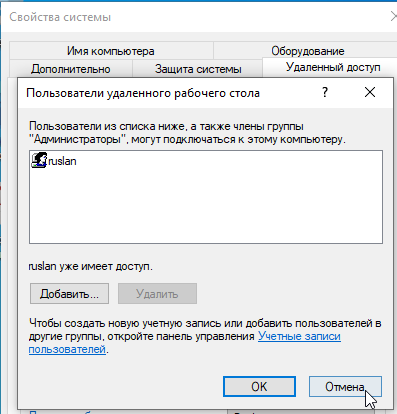 Свойства системы
Имя компьютера
Оборудование
Дополнительно
Защита системы
Удаленный доступ
Пользователи удаленного рабочего стола
?
Пользователи из списка ниже, а также члены группы
"Администраторы", могут подключаться к этому компьютеру.
ruslan
ruslan уже имеет доступ.
Добавить...
Удалить
Чтобы создать новую учетную запись или добавить пользователей в
другие группы, откройте панель управления Учетные записи
пользователей.
OK
Отмена